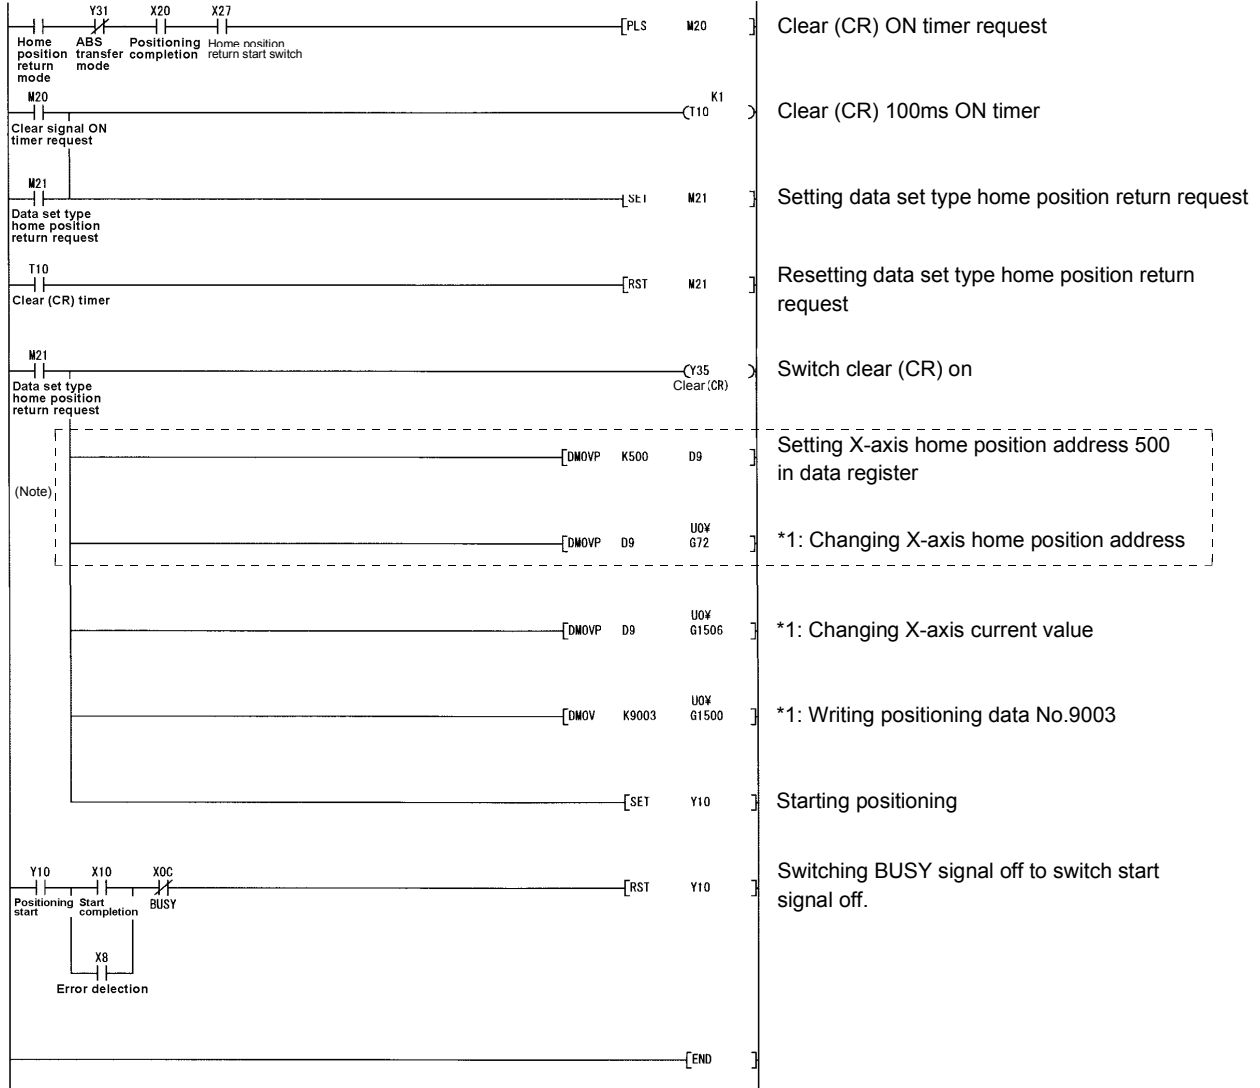 Y31 X20 X27
[PLS M20 ] Clear (CR) ON timer request
Home position return mode
ABS transfer mode
Positioning completion
Home position return start switch
M20 K1
(T10 ) Clear (CR) 100ms ON timer
Clear signal ON
timer request
M21
[SET M21 ] Setting data set type home position return request
Data set type
home position
return request
T10
[RST M21 ] Resetting data set type home position return
request
Clear (CR) timer
M21
(Y35 ) Switch clear (CR) on
Clear (CR)
Data set type
home position
return request
[DMOVP K500 D9 ] Setting X-axis home position address 500
in data register
(Note)
U0¥
[DMOVP D9 G72 ] *1: Changing X-axis home position address
U0¥
[DMOVP D9 G1506 ] *1: Changing X-axis current value
U0¥
[DMOV K9003 G1500 ] *1: Writing positioning data No.9003
[SET Y10 ] Starting positioning
Y10 X10 X0C
[RST Y10 ] Switching BUSY signal off to switch start
signal off.
Positioning start
Start completion
BUSY
X8
Error delection
[END ]